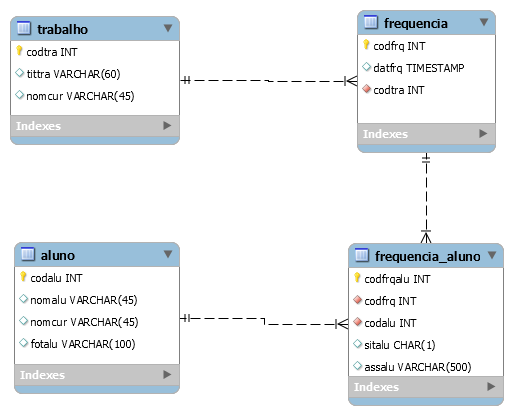 trabalho
codtra INT
tittra VARCHAR(60)
nomcur VARCHAR(45)
Indexes
frequencia
codfrq INT
datfrq TIMESTAMP
codtra INT
Indexes
aluno
codalu INT
nomalu VARCHAR(45)
nomcur VARCHAR(45)
fotalu VARCHAR(100)
Indexes
frequencia_aluno
codfrqalu INT
codfrq INT
codalu INT
sitalu CHAR(1)
assalu VARCHAR(500)
Indexes